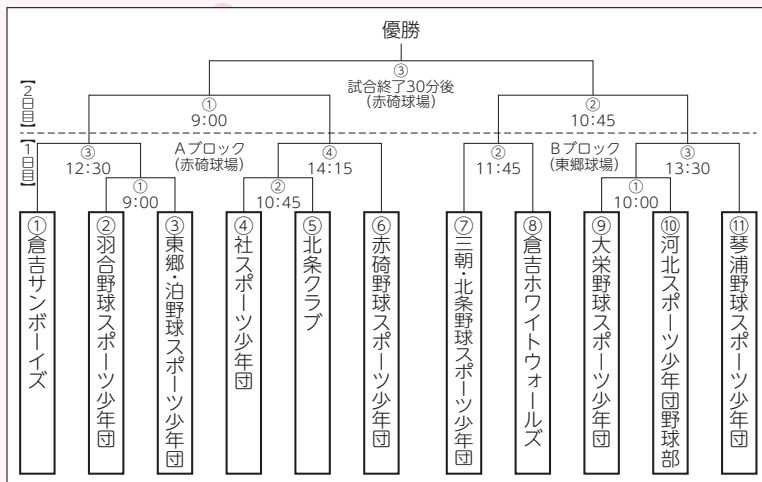 優勝
③
試合終了30分後
(赤碕球場)
【2日目】
①
9:00
②
10:45
【1日目】
③
12:30
Aブロック
(赤碕球場)
④
14:15
②
11:45
Bブロック
(東郷球場)
③
13:30
①
9:00
②
10:45
①
10:00
①倉吉サンボーイズ
②羽合野球スポーツ少年団
③東郷・泊野球スポーツ少年団
④社スポーツ少年団
⑤北条クラブ
⑥赤碕野球スポーツ少年団
⑦三朝・北条野球スポーツ少年団
⑧倉吉ホワイトウォールズ
⑨大栄野球スポーツ少年団
⑩河北スポーツ少年団野球部
⑪琴浦野球スポーツ少年団